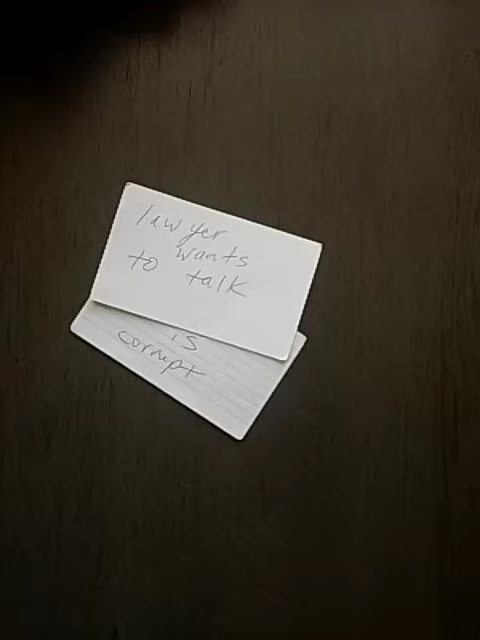 lawyer
wants
to talk
is
corrupt